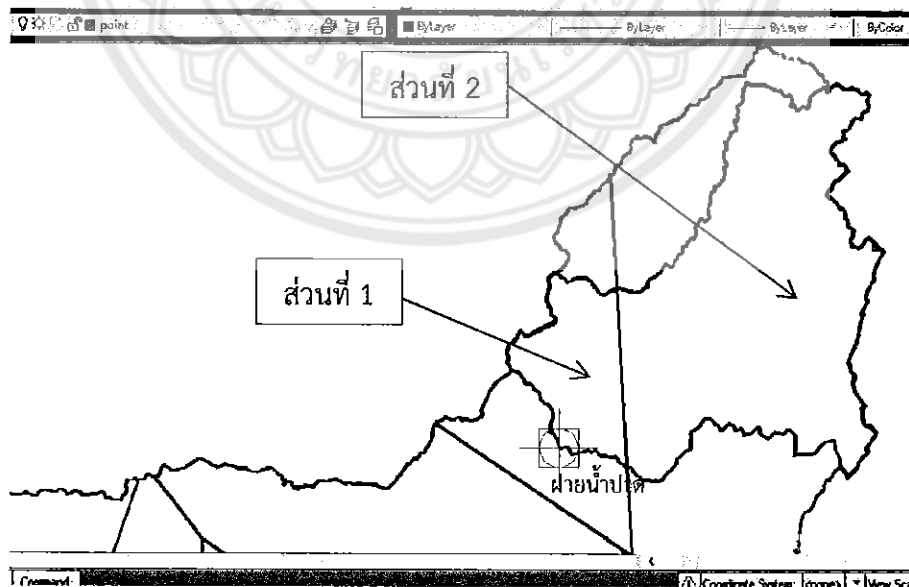 point
ByLayer
ByLayer
ByLayer
ByColor
ส่วนที่ 2
ส่วนที่ 1
ฝายน้ำปาด
Command:
Coordinate System: